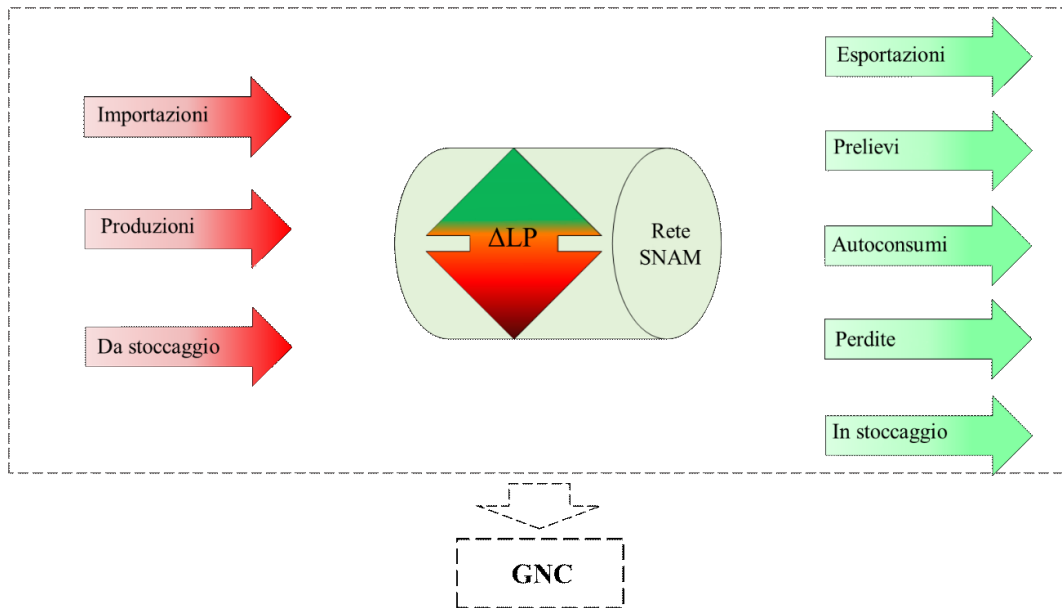 Importazioni
Produzioni
Da stoccaggio
ΔLP
Rete
SNAM
Esportazioni
Prelievi
Autoconsumi
Perdite
In stoccaggio
GNC